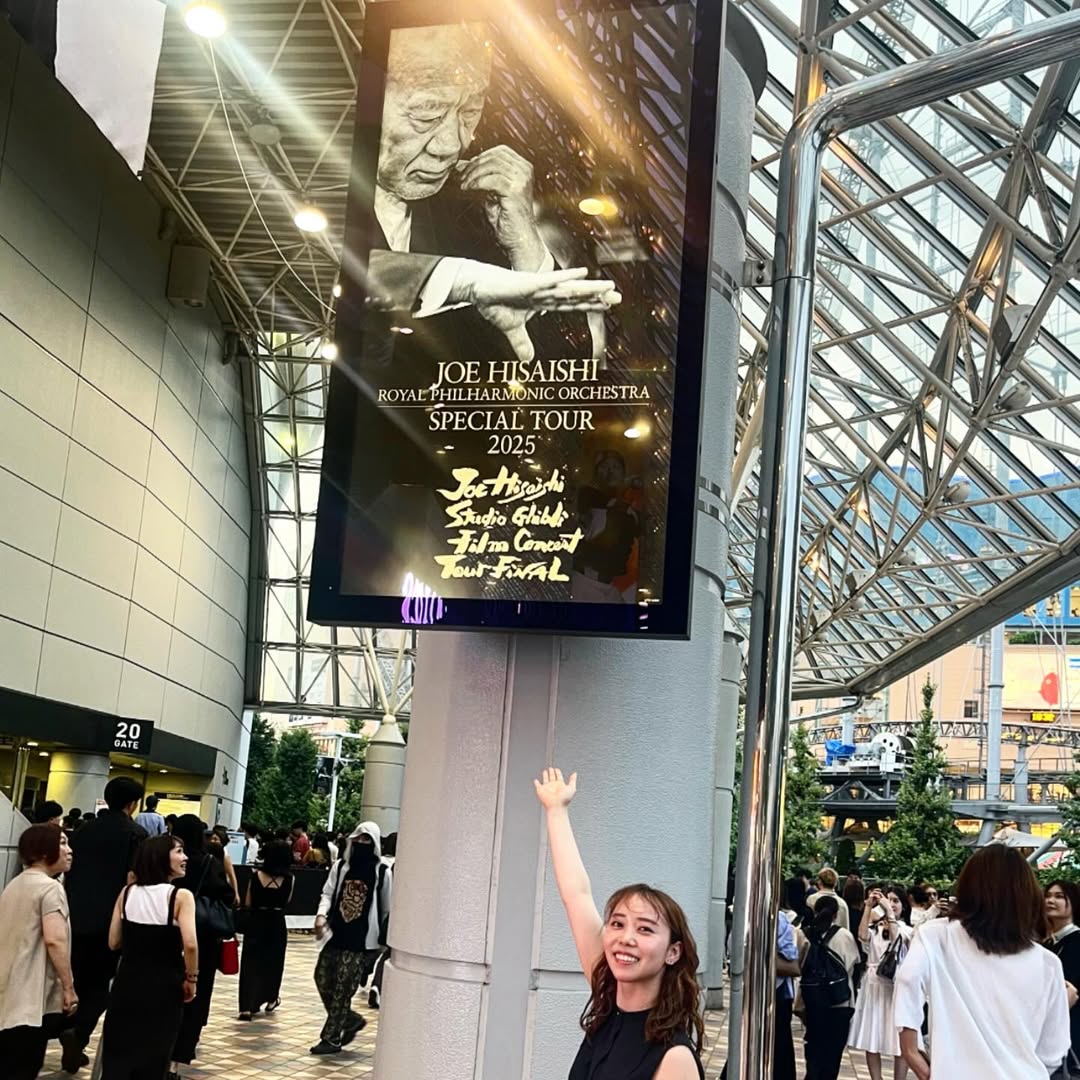 JOE HISAISHI
ROYAL PHILHARMONIC ORCHESTRA
SPECIAL TOUR
2025
Joe Hisaishi
Studio Ghibli
Film Concert
Tour FiNAL
20
GATE